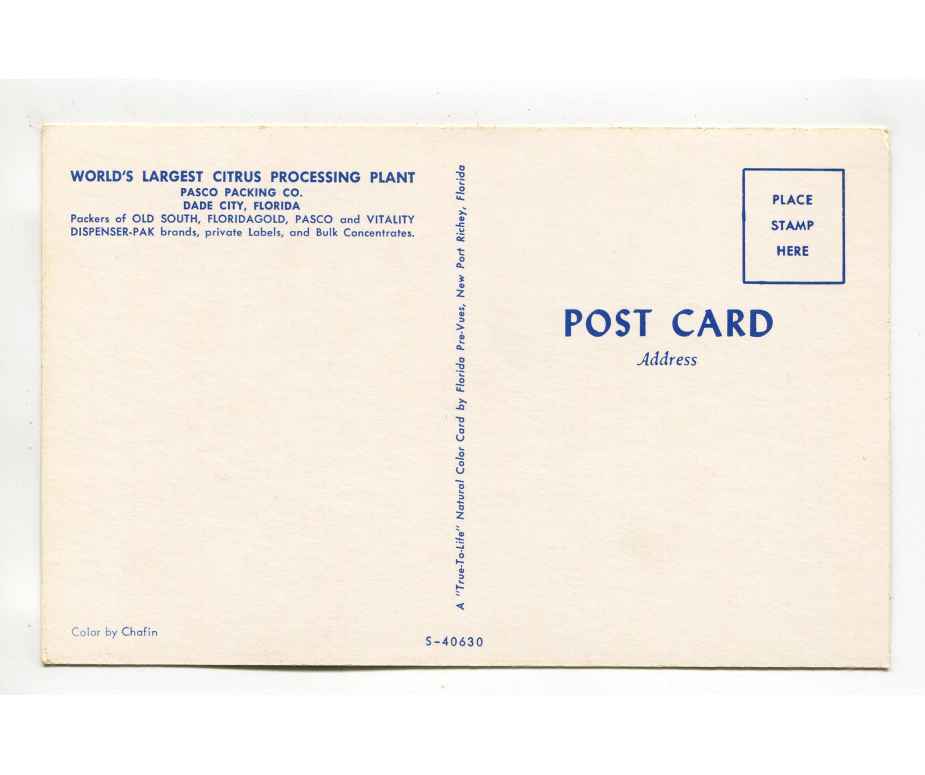 WORLD'S LARGEST CITRUS PROCESSING PLANT
PASCO PACKING CO.
DADE CITY, FLORIDA
Packers of OLD SOUTH, FLORIDAGOLD, PASCO and VITALITY
DISPENSER-PAK brands, private Labels, and Bulk Concentrates.
Color by Chafin
A "True-To-Life" Natural Color Card by Florida Pre-Vues, New Port Richey, Florida
S-40630
PLACE
STAMP
HERE
POST CARD
Address